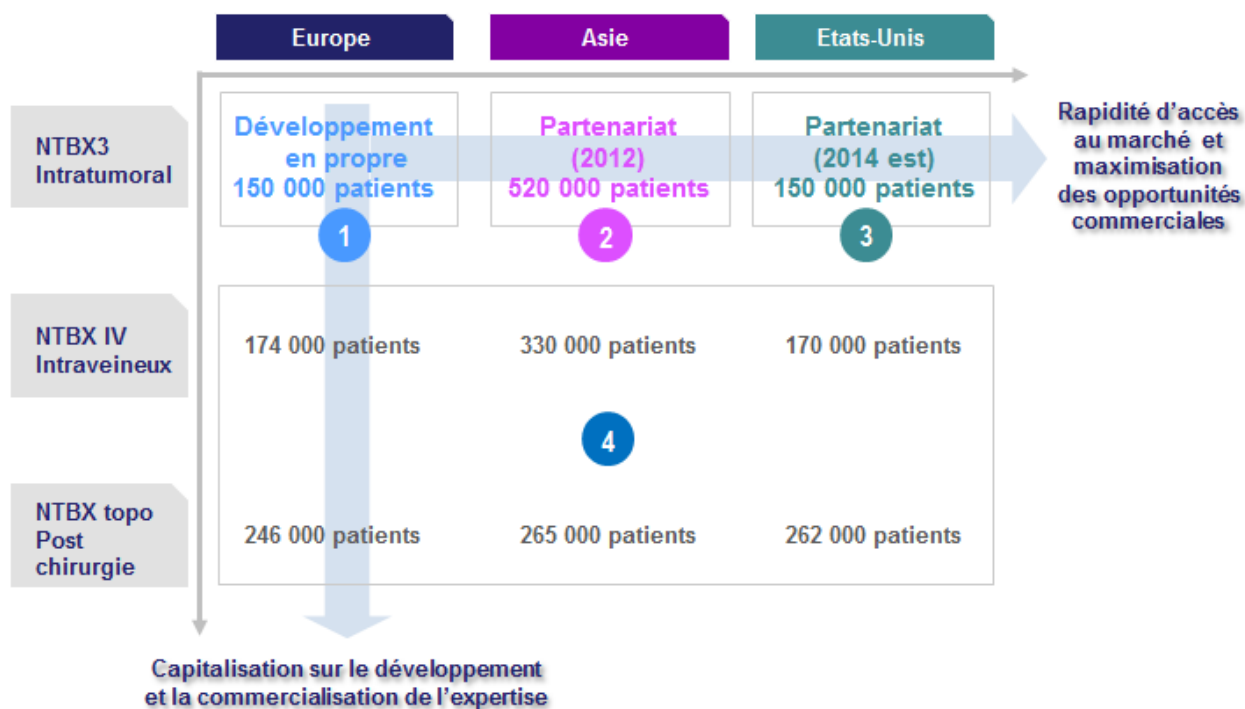 Europe
Asie
Etats-Unis
NTBX3
Intratumoral
Développement
en propre
150 000 patients
1
Partenariat
(2012)
520 000 patients
2
Partenariat
(2014 est)
150 000 patients
3
Rapidité d'accès
au marché et
maximisation
des opportunités
commerciales
NTBX IV
Intraveineux
174 000 patients
330 000 patients
170 000 patients
4
NTBX topo
Post
chirurgie
246 000 patients
265 000 patients
262 000 patients
Capitalisation sur le développement
et la commercialisation de l'expertise